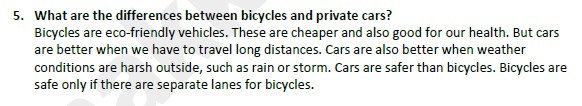 5. What are the differences between bicycles and private cars?
Bicycles are eco-friendly vehicles. These are cheaper and also good for our health. But cars
are better when we have to travel long distances. Cars are also better when weather
conditions are harsh outside, such as rain or storm. Cars are safer than bicycles. Bicycles are
safe only if there are separate lanes for bicycles.